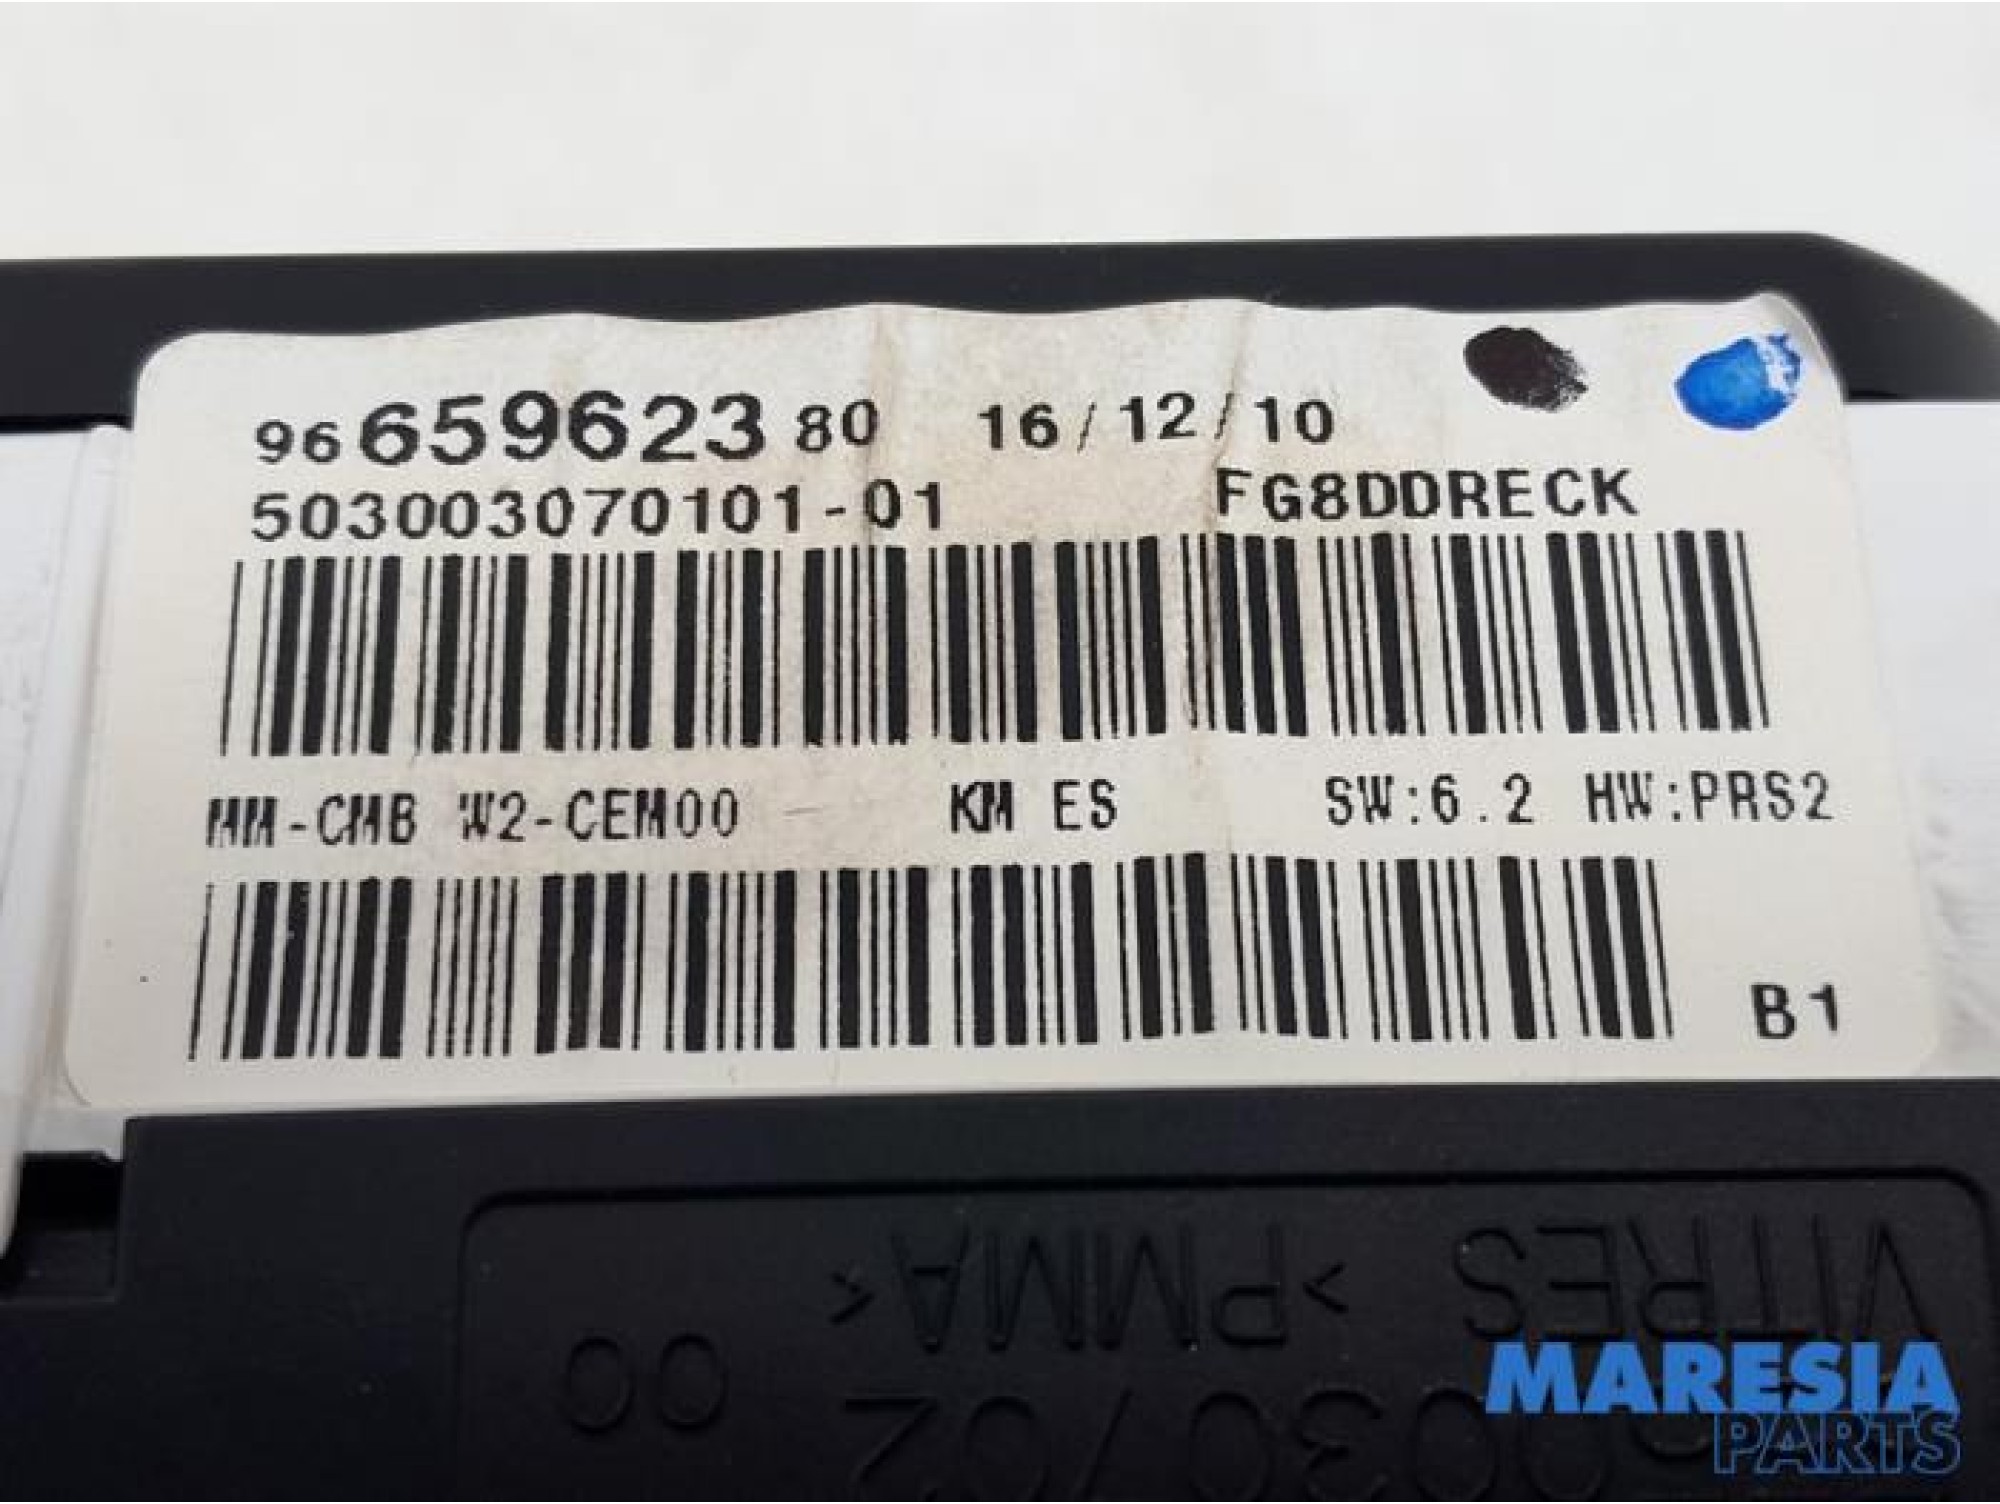 9665962380 16/12/10
503003070101-01 FG8DDRECK
MM-CMB W2-CEM00 KM ES SW:6.2 HW:PRS2
B1
VITRES >PMMA<
00
MARESIA
PARTS